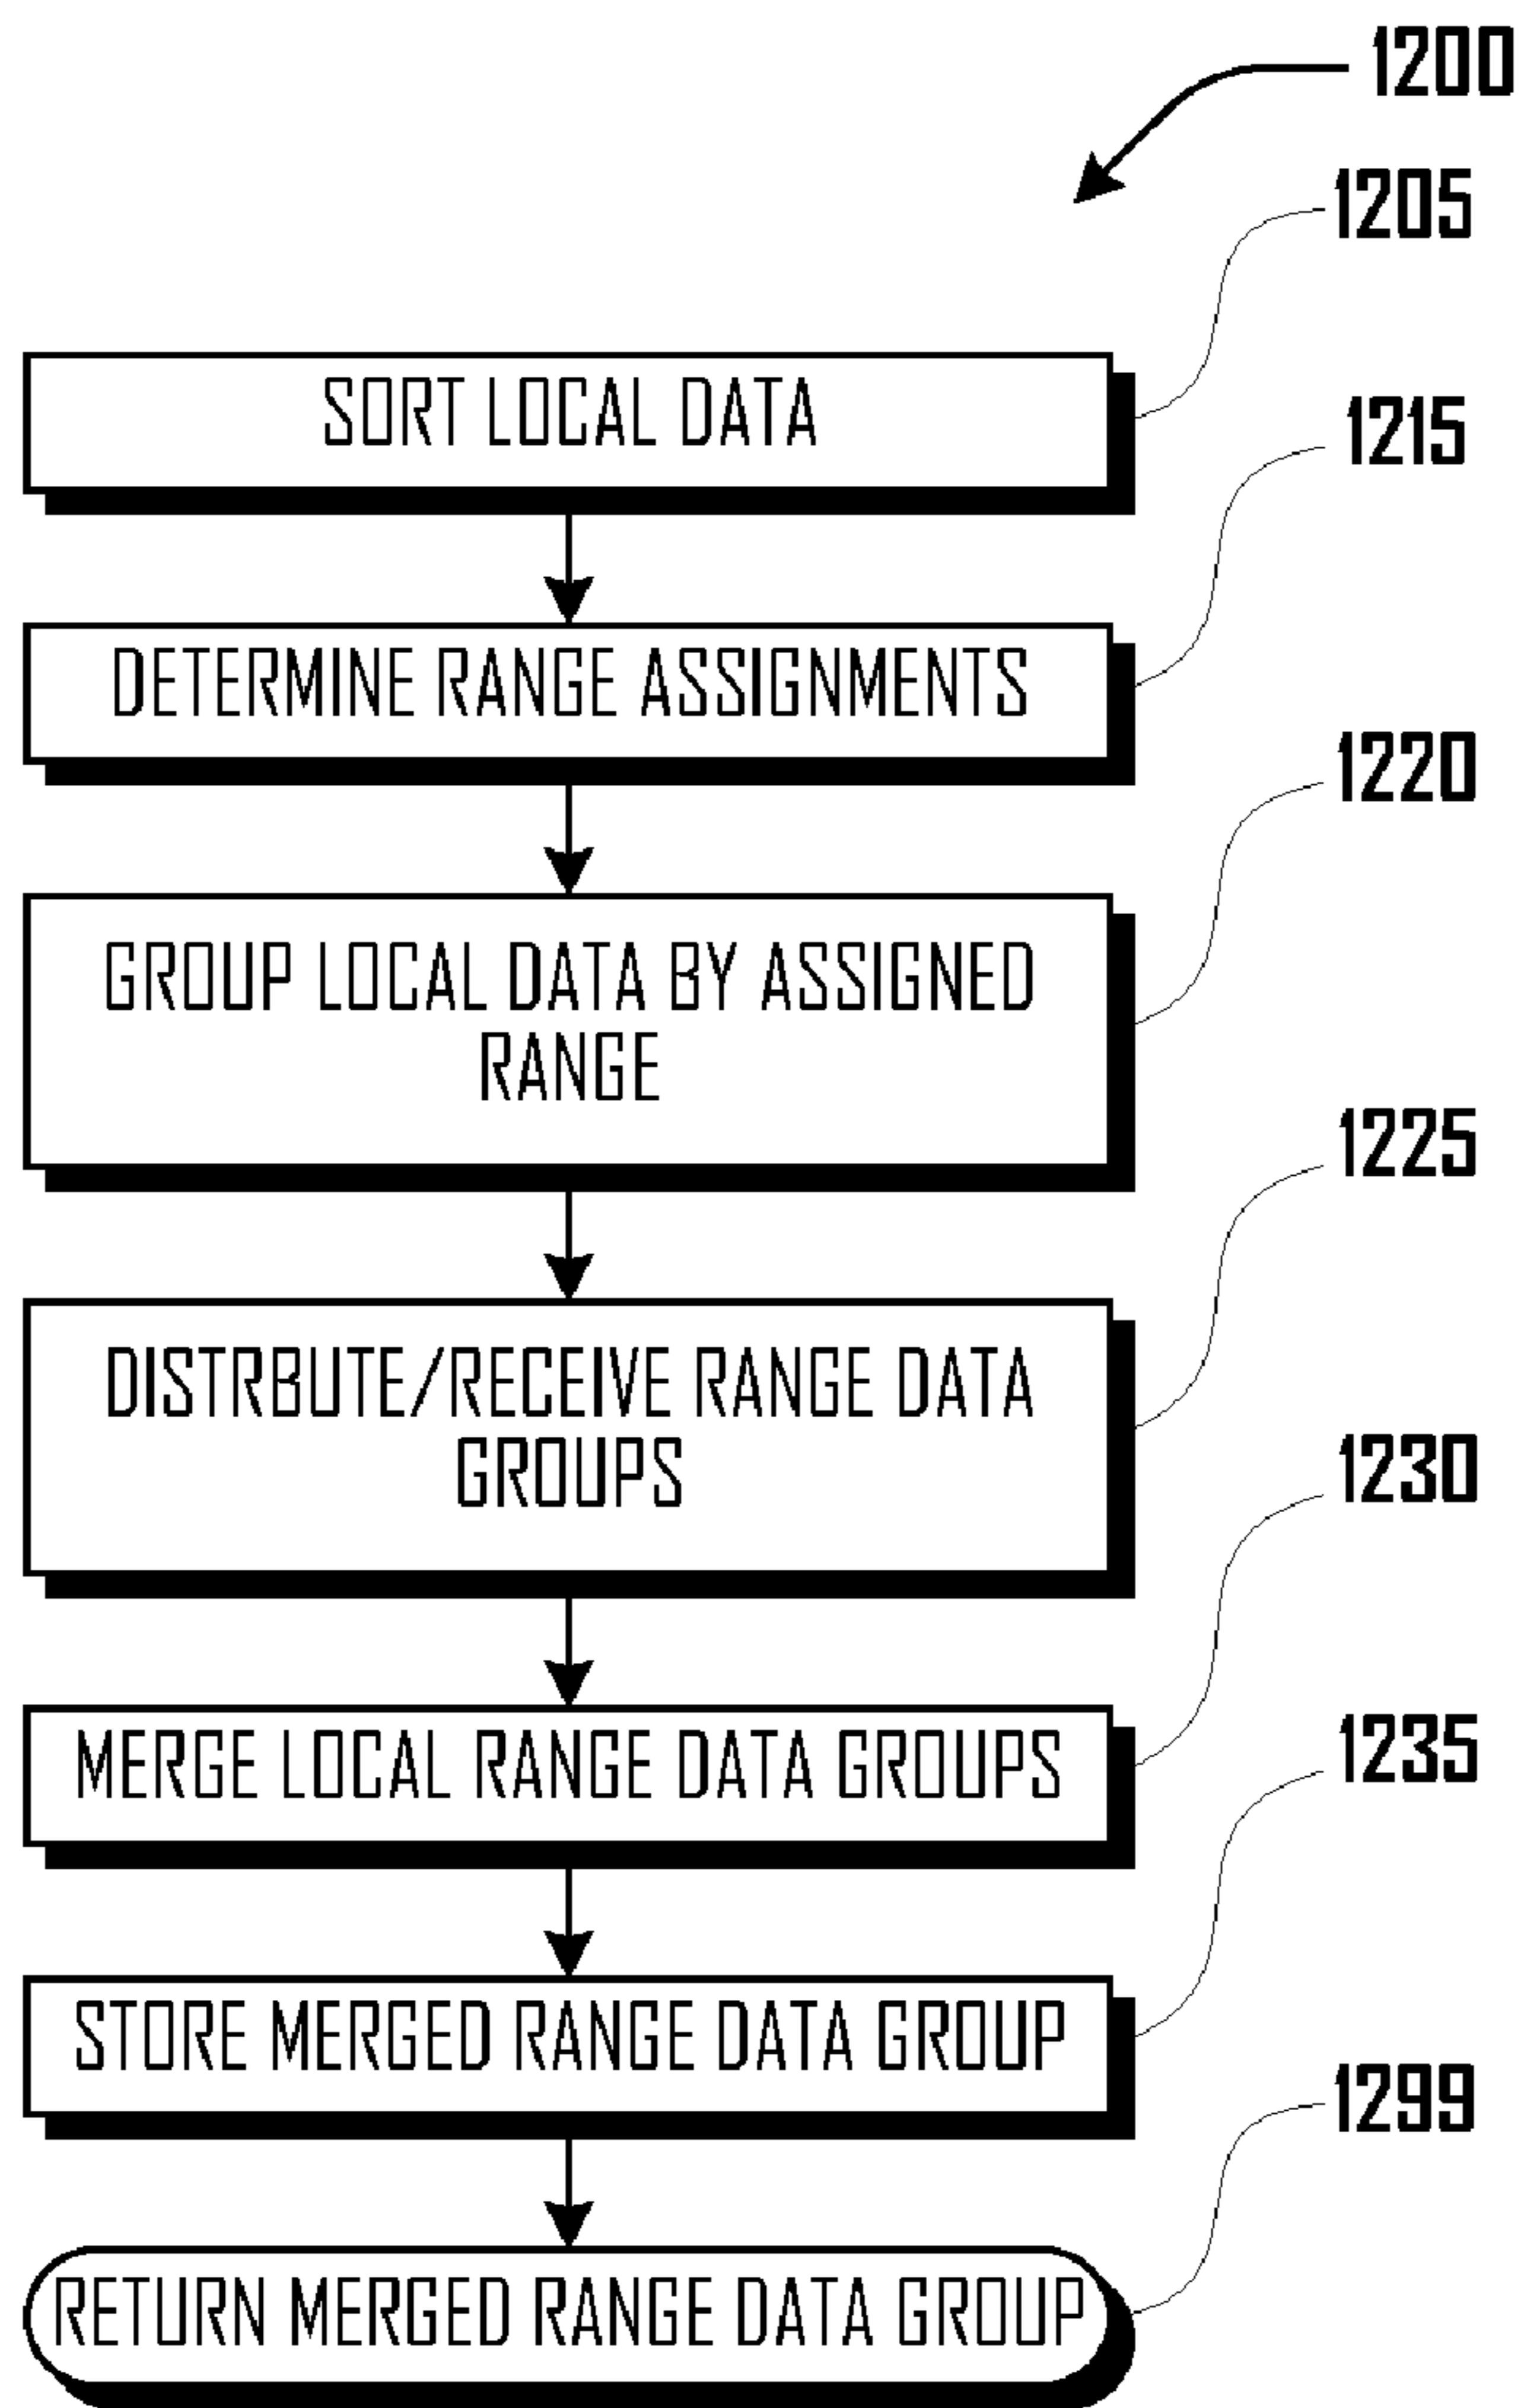 1200
1205
SORT LOCAL DATA
1215
DETERMINE RANGE ASSIGNMENTS
1220
GROUP LOCAL DATA BY ASSIGNED
RANGE
1225
DISTRBUTE/RECEIVE RANGE DATA
GROUPS
1230
MERGE LOCAL RANGE DATA GROUPS
1235
STORE MERGED RANGE DATA GROUP
1299
RETURN MERGED RANGE DATA GROUP